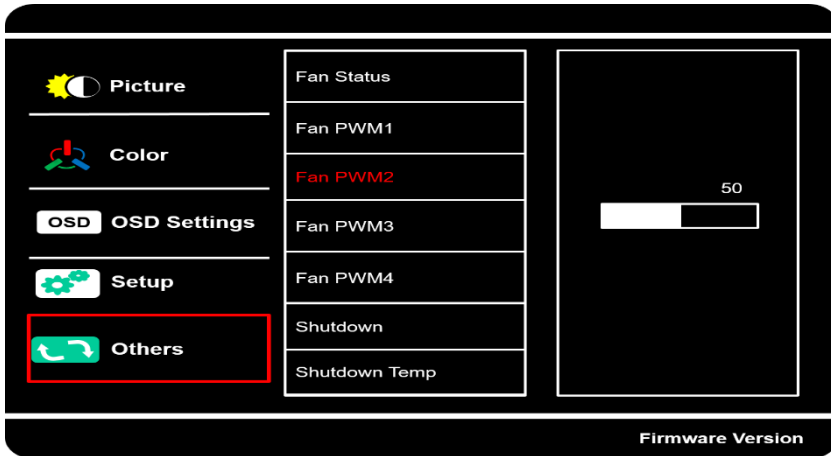 Picture
Color
OSD OSD Settings
Setup
Others
Fan Status
Fan PWM1
Fan PWM2
Fan PWM3
Fan PWM4
Shutdown
Shutdown Temp
50
Firmware Version